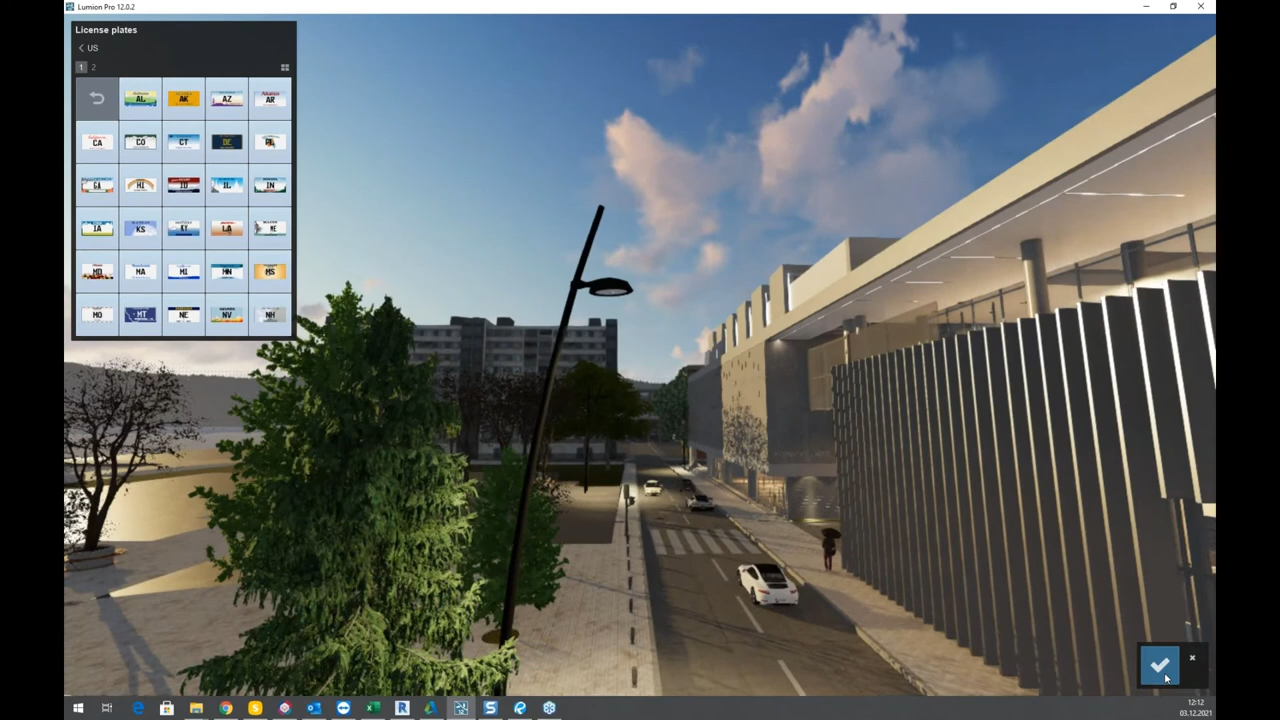 Lumion Pro 12.0.2
License plates
US
1 2
AL AK AZ AR
CA CO CT DE FL
GA HI ID IL IN
IA KS KY LA ME
MD MA MI MN MS
MO MT NE NV NH
12:12
03.12.2021